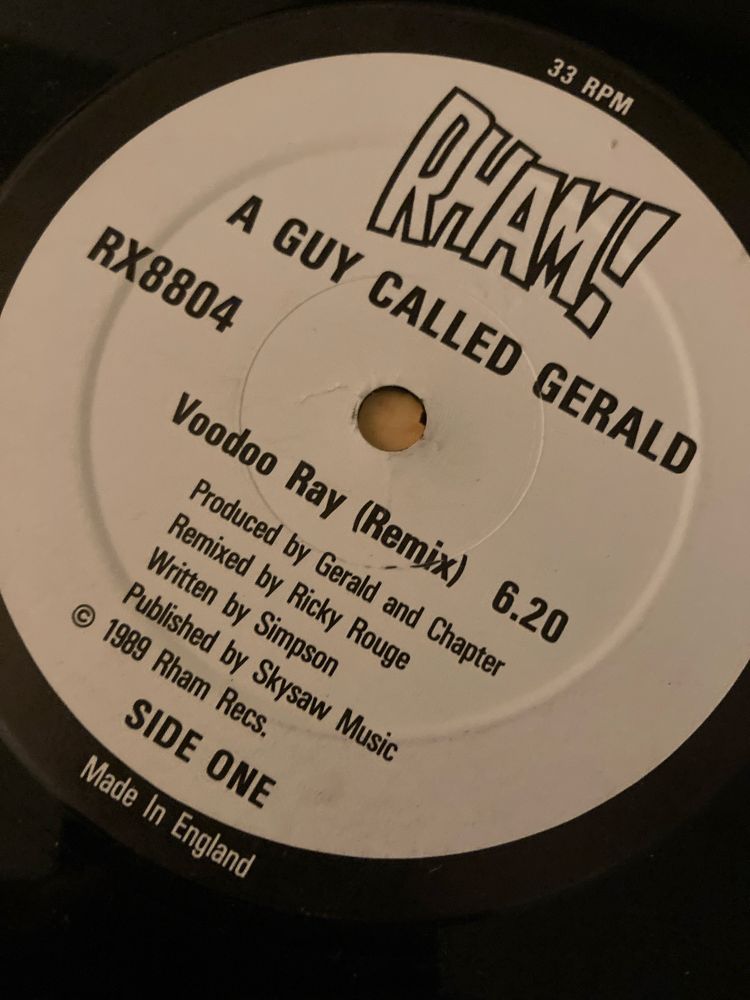 33 RPM
RHAM!
A GUY CALLED GERALD
RX8804
Voodoo Ray (Remix) 6.20
Produced by Gerald and Chapter
Remixed by Ricky Rouge
Written by Simpson
Published by Skysaw Music
© 1989 Rham Recs.
SIDE ONE
Made In England